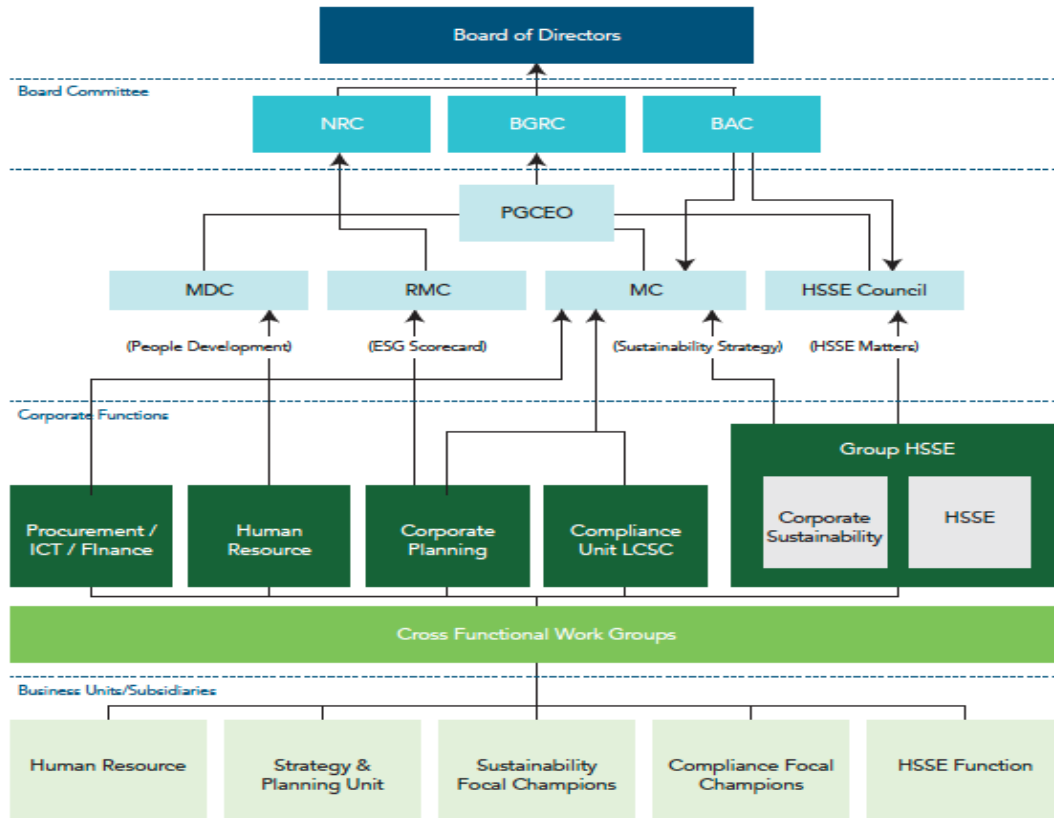 Board of Directors
Board Committee
NRC
BGRC
BAC
PGCEO
MDC
RMC
MC
HSSE Council
(People Development)
(ESG Scorecard)
(Sustainability Strategy)
(HSSE Matters)
Corporate Functions
Group HSSE
Procurement /
ICT / FInance
Human
Resource
Corporate
Planning
Compliance
Unit LCSC
Corporate
Sustainability
HSSE
Cross Functional Work Groups
Business Units/Subsidiaries
Human Resource
Strategy &
Planning Unit
Sustainability
Focal Champions
Compliance Focal
Champions
HSSE Function